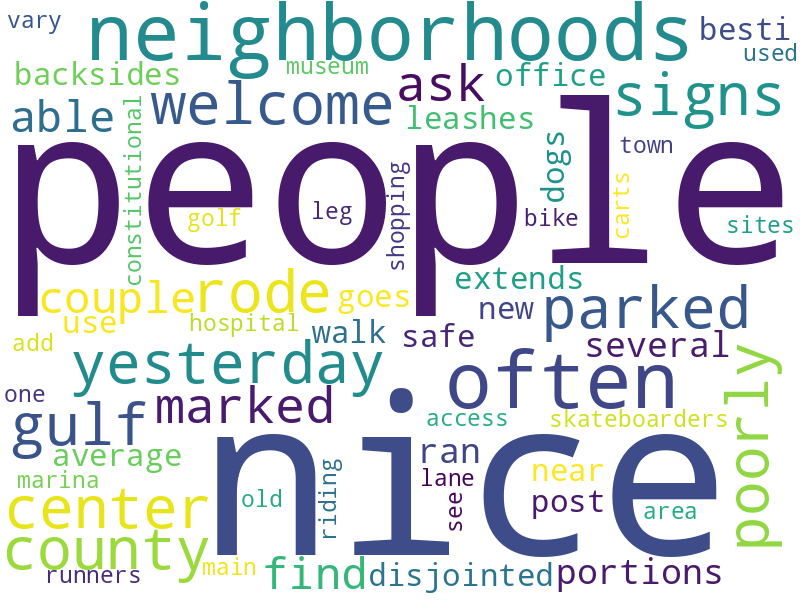 vary
neighborhoods
besti
used
backsides
museum
ask
office
signs
able
welcome
leashes
constitutional
dogs
town
people
golf
leg
shopping
bike
carts
sites
couple
rode
goes
extends
new
parked
add
use
hospital
walk
safe
several
yesterday
often
poorly
one
gulf
marked
nice
access
skateboarders
average
ran
lane
near
marina
riding
see
old
post
area
center
county
runners
main
find
disjointed
portions